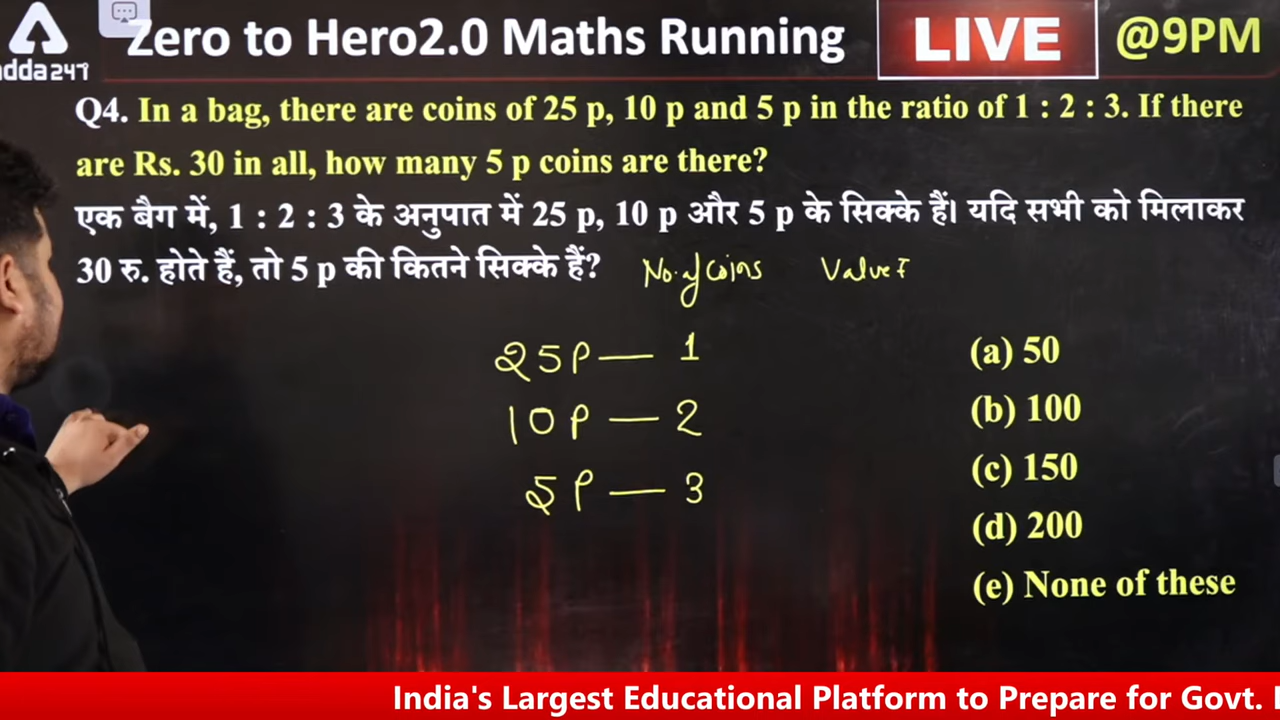 Zero to Hero2.0 Maths Running
LIVE
@9PM
adda247
Q4. In a bag, there are coins of 25 p, 10 p and 5 p in the ratio of 1 : 2 : 3. If there
are Rs. 30 in all, how many 5 p coins are there?
एक बैग में, 1 : 2 : 3 के अनुपात में 25 p, 10 p और 5 p के सिक्के हैं। यदि सभी को मिलाकर
30 रु. होते हैं, तो 5 p की कितने सिक्के हैं?
No. of Coins Value ₹
25P — 1
10P — 2
5P — 3
(a) 50
(b) 100
(c) 150
(d) 200
(e) None of these
India's Largest Educational Platform to Prepare for Govt.